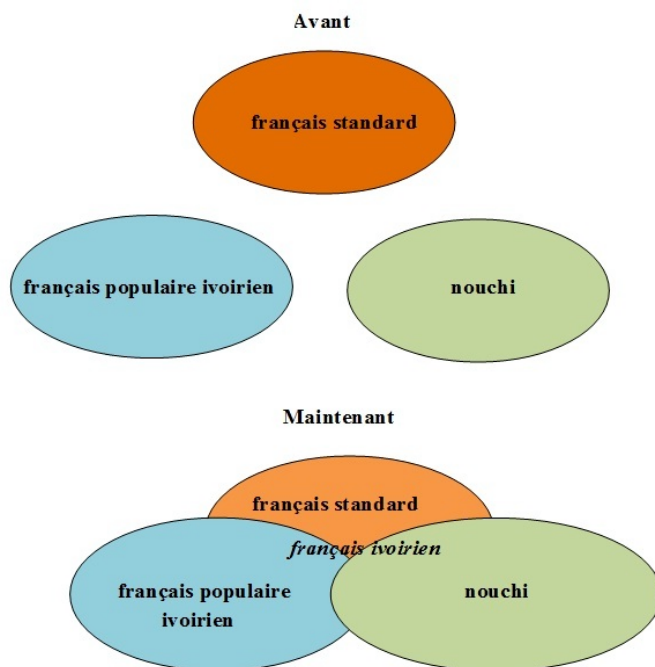 Avant
français standard
français populaire ivoirien
nouchi
Maintenant
français standard
français ivoirien
français populaire
ivoirien
nouchi